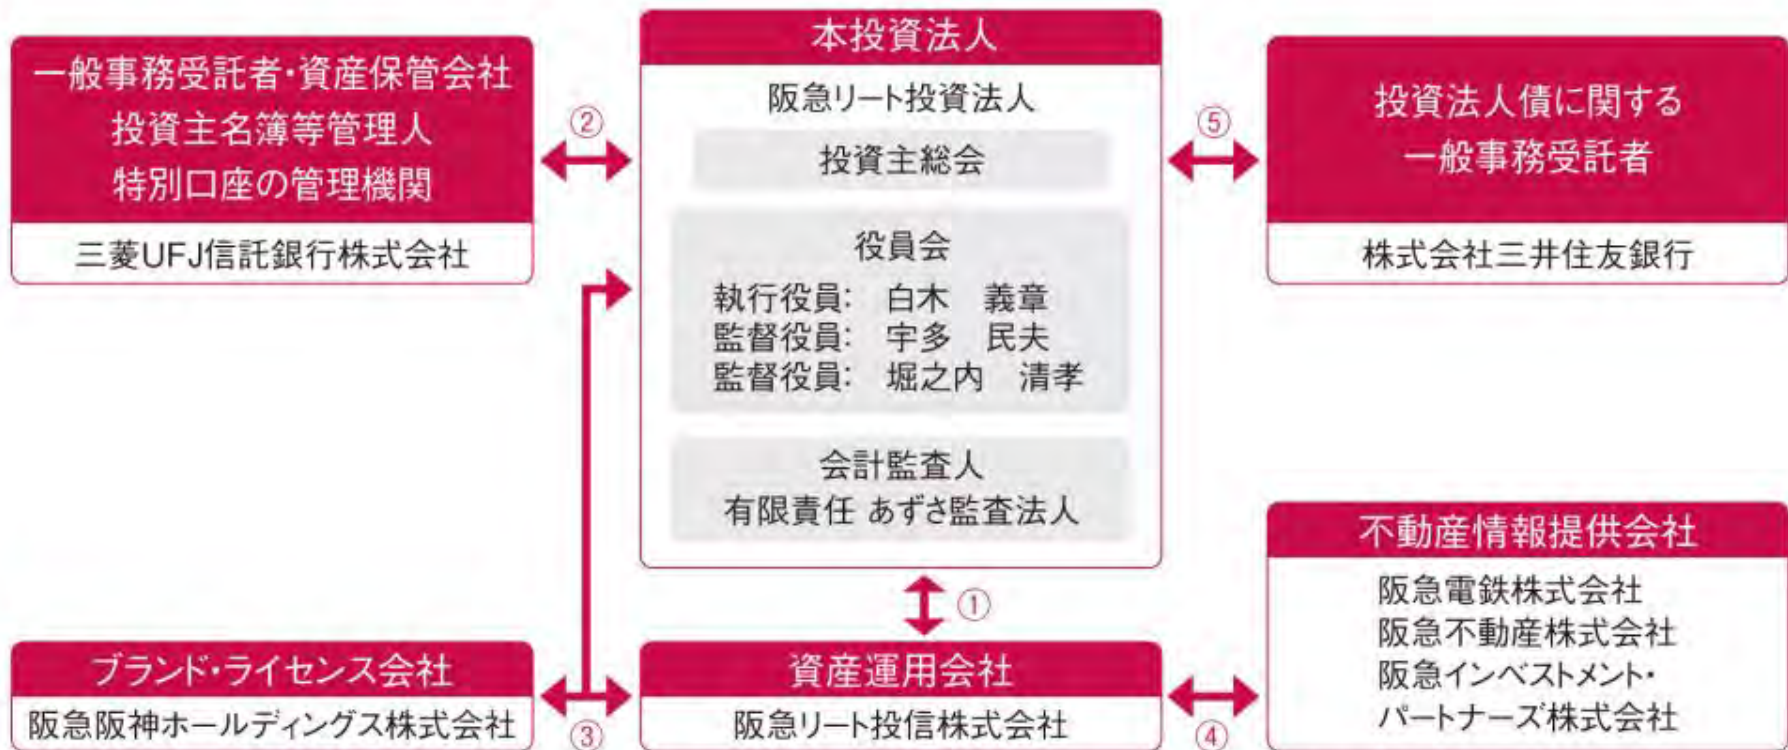 一般事務受託者・資産保管会社
投資主名簿等管理人
特別口座の管理機関
三菱UFJ信託銀行株式会社
②
本投資法人
阪急リート投資法人
投資主総会
役員会
執行役員： 白木 義章
監督役員： 宇多 民夫
監督役員： 堀之内 清孝
会計監査人
有限責任 あずさ監査法人
⑤
投資法人債に関する
一般事務受託者
株式会社三井住友銀行
①
ブランド・ライセンス会社
阪急阪神ホールディングス株式会社
③
資産運用会社
阪急リート投信株式会社
④
不動産情報提供会社
阪急電鉄株式会社
阪急不動産株式会社
阪急インベストメント・
パートナーズ株式会社